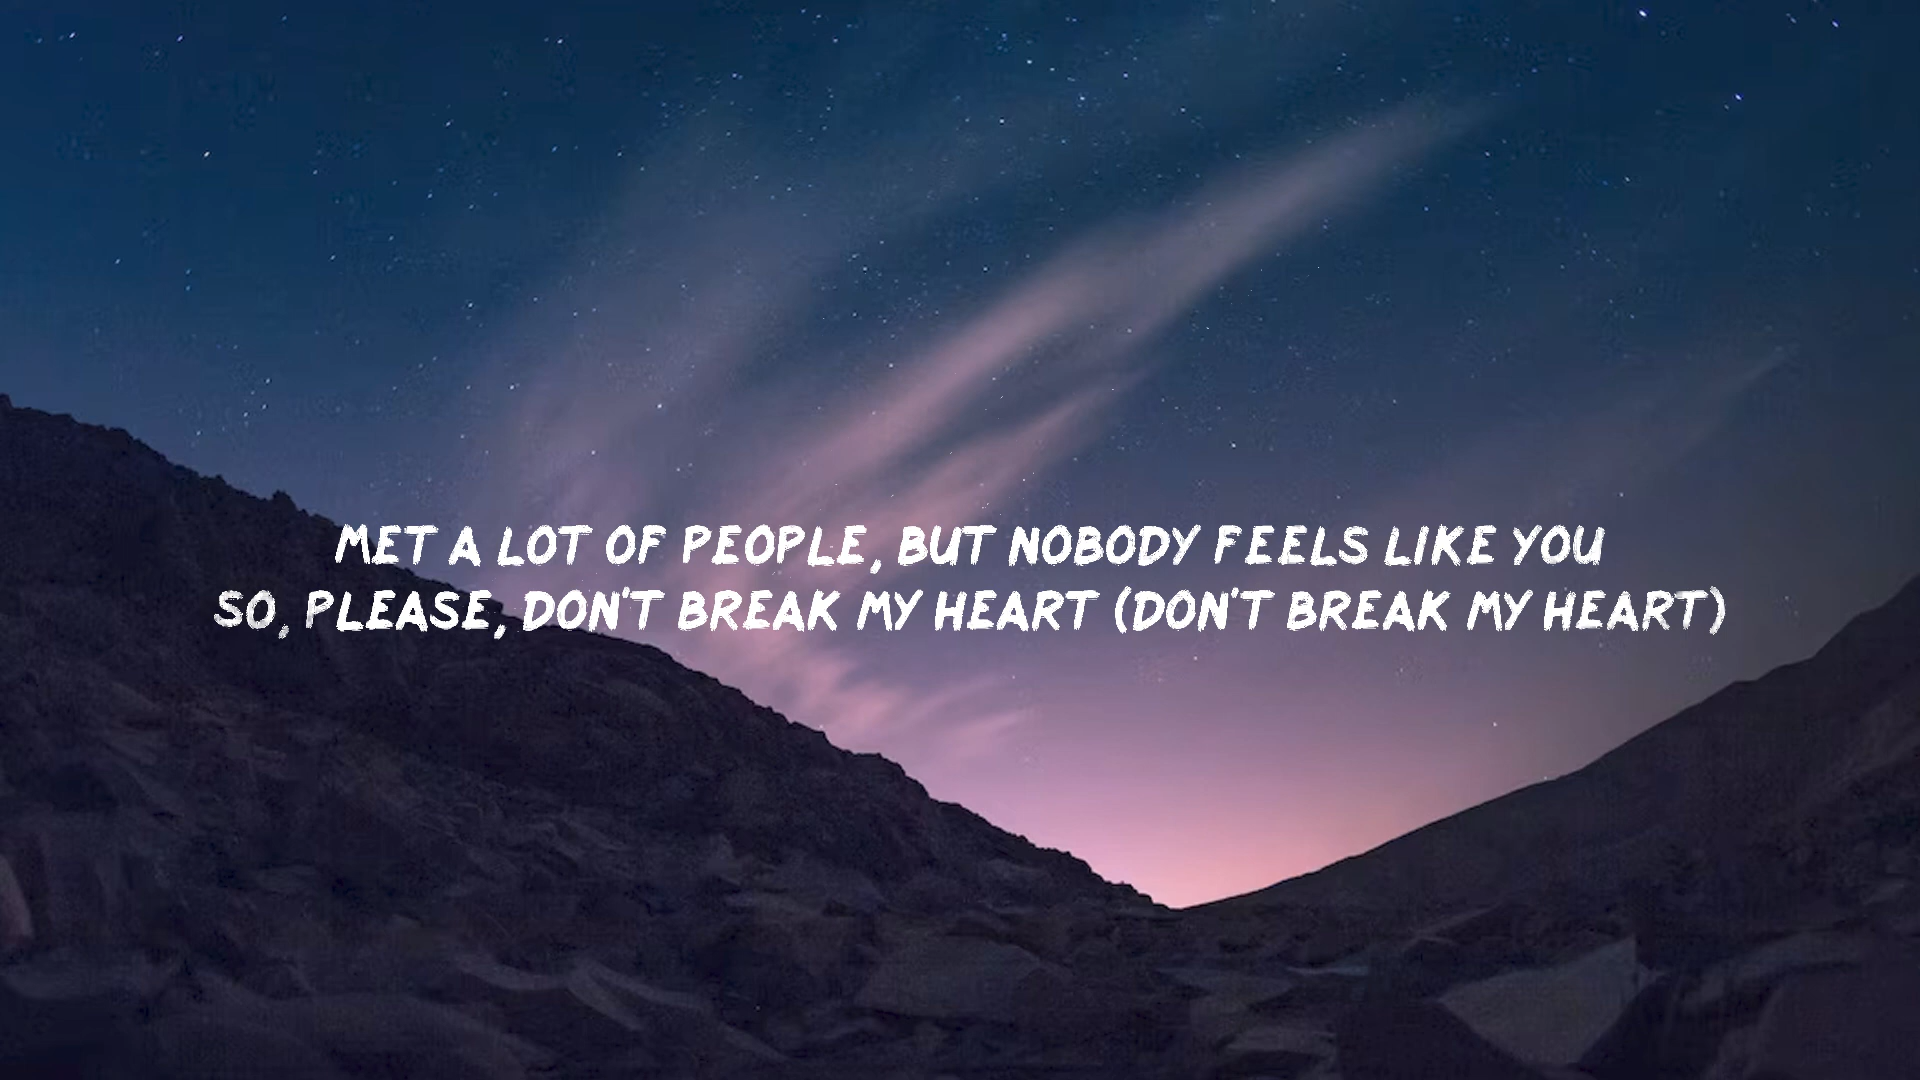 MET A LOT OF PEOPLE, BUT NOBODY FEELS LIKE YOU
SO, PLEASE, DON'T BREAK MY HEART (DON'T BREAK MY HEART)